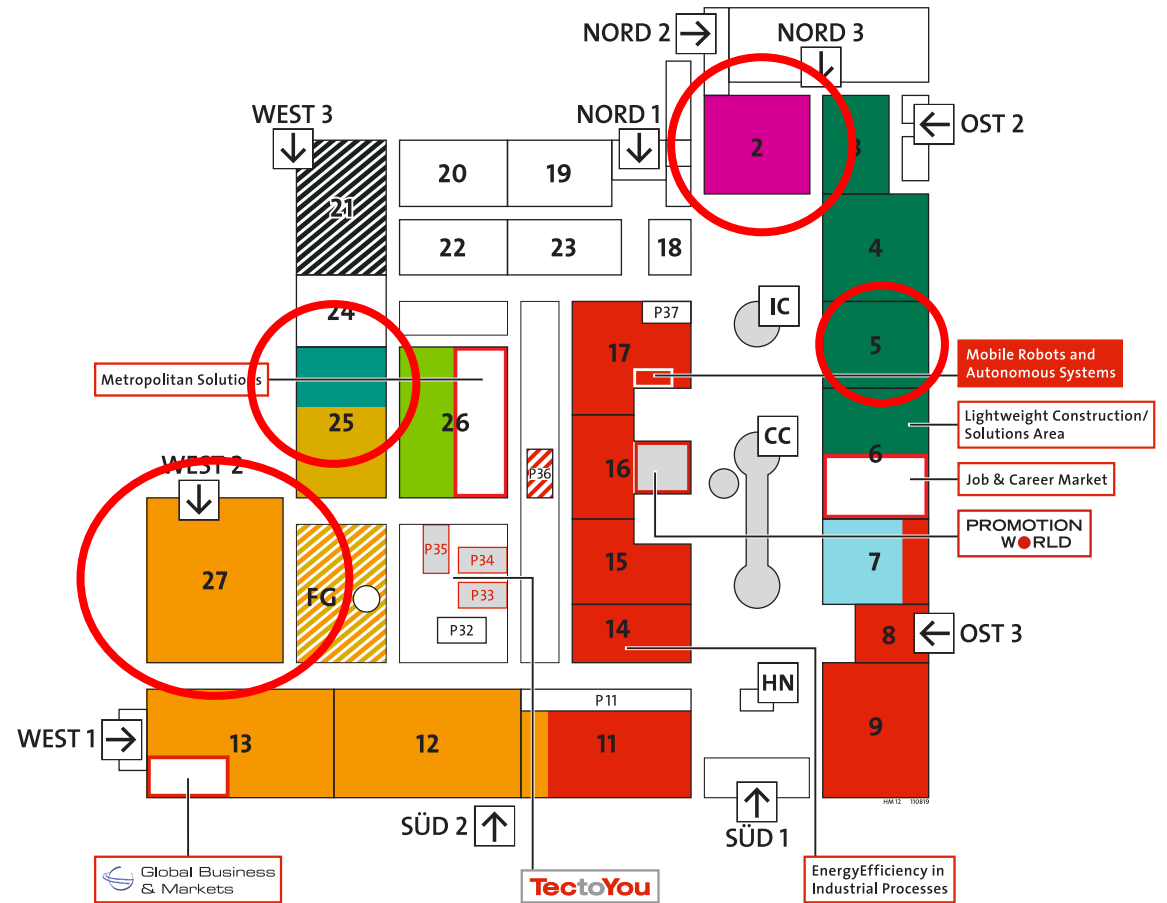 NORD 2
NORD 3
WEST 3
NORD 1
OST 2
2
3
20
19
21
4
22
23
18
24
IC
P37
17
5
Mobile Robots and
Autonomous Systems
Metropolitan Solutions
25
26
Lightweight Construction/
Solutions Area
CC
6
WEST 2
16
P36
Job & Career Market
PROMOTION
WORLD
27
FG
P35
P34
P33
P32
15
7
14
8
OST 3
HN
P11
WEST 1
13
12
11
9
HM12 110819
SÜD 2
SÜD 1
Global Business
& Markets
TectoYou
EnergyEfficiency in
Industrial Processes